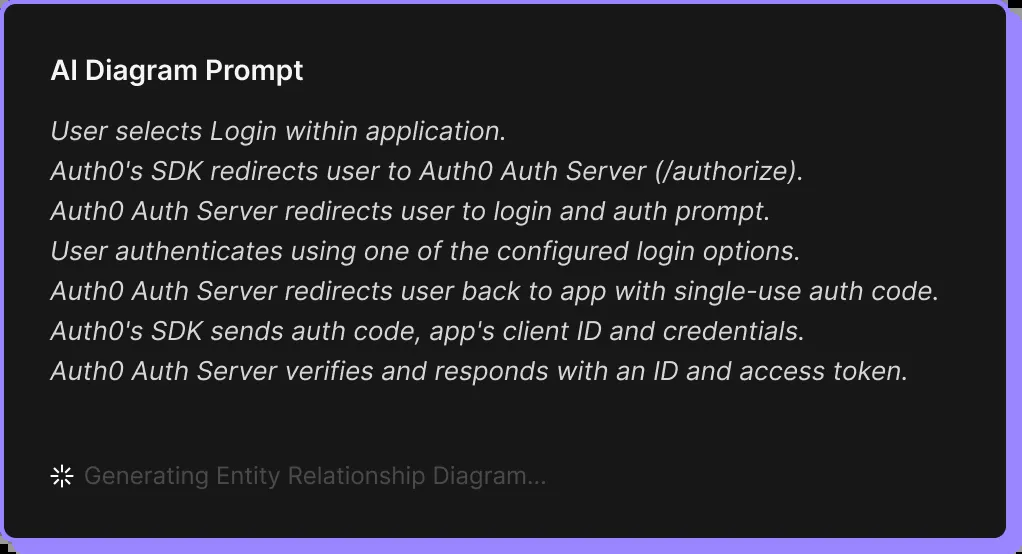 AI Diagram Prompt
User selects Login within application.
Auth0's SDK redirects user to Auth0 Auth Server (/authorize).
Auth0 Auth Server redirects user to login and auth prompt.
User authenticates using one of the configured login options.
Auth0 Auth Server redirects user back to app with single-use auth code.
Auth0's SDK sends auth code, app's client ID and credentials.
Auth0 Auth Server verifies and responds with an ID and access token.
Generating Entity Relationship Diagram...